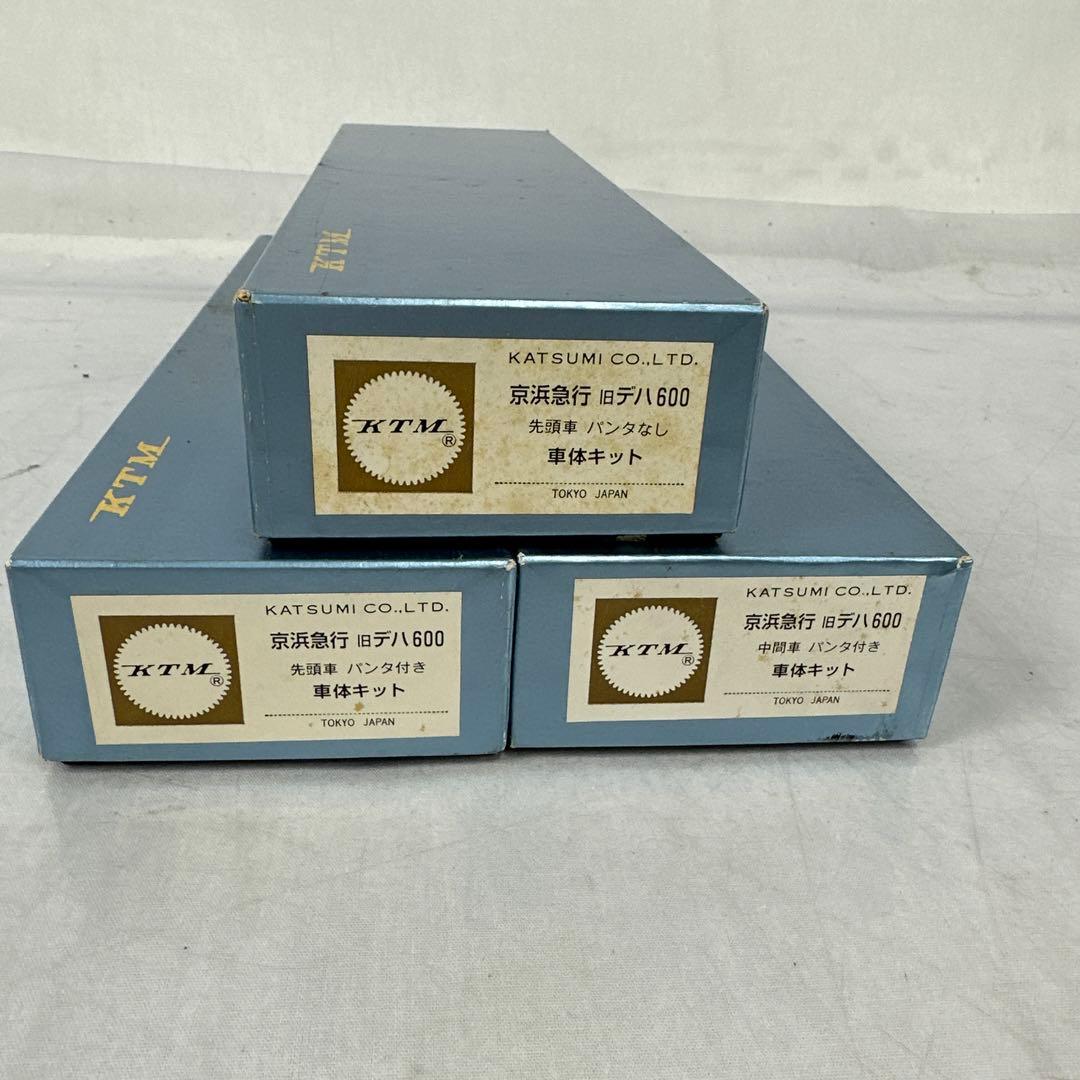 KTM
KATSUMI CO.,LTD.
KTM®
京浜急行 旧デハ600
先頭車 パンタなし
車体キット
TOKYO JAPAN
KTM
KATSUMI CO.,LTD.
KTM®
京浜急行 旧デハ600
先頭車 パンタ付き
車体キット
TOKYO JAPAN
KATSUMI CO.,LTD.
KTM®
京浜急行 旧デハ600
中間車 パンタ付き
車体キット
TOKYO JAPAN